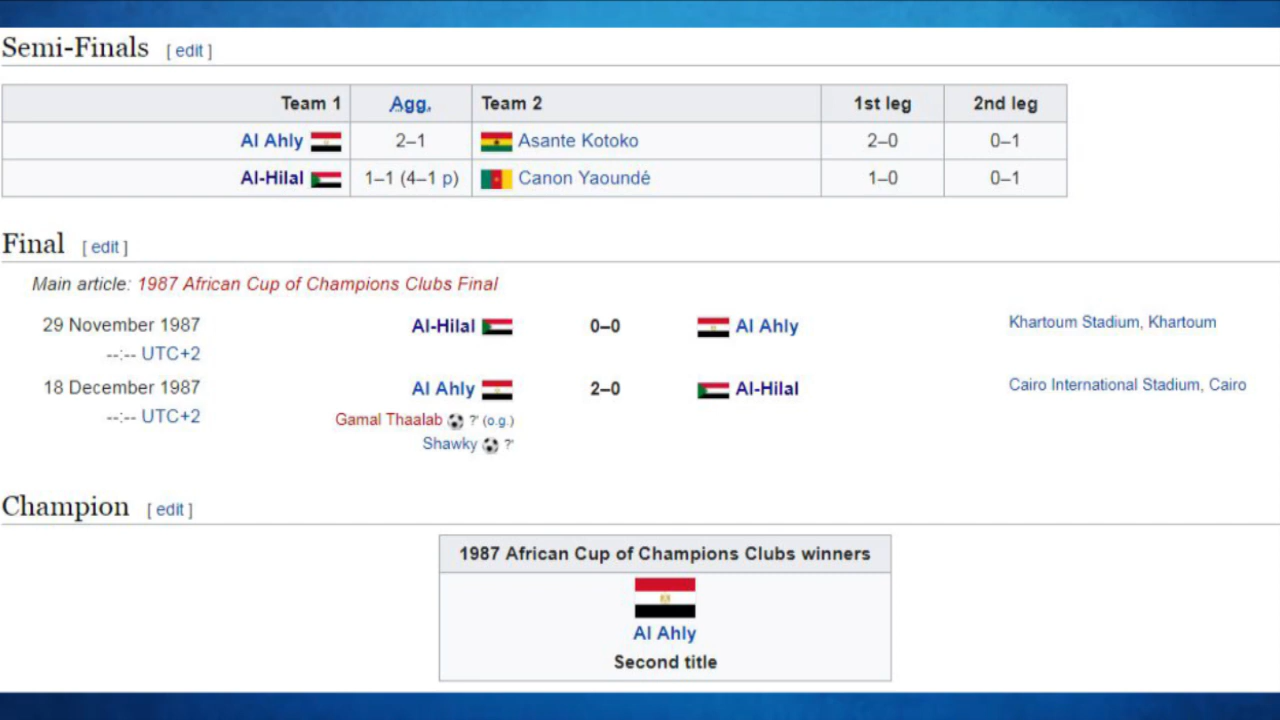 Semi-Finals [ edit ]
Team 1 Agg. Team 2 1st leg 2nd leg
Al Ahly 2–1 Asante Kotoko 2–0 0–1
Al-Hilal 1–1 (4–1 p) Canon Yaoundé 1–0 0–1
Final [ edit ]
Main article: 1987 African Cup of Champions Clubs Final
29 November 1987 Al-Hilal 0–0 Al Ahly Khartoum Stadium, Khartoum
--:-- UTC+2
18 December 1987 Al Ahly 2–0 Al-Hilal Cairo International Stadium, Cairo
--:-- UTC+2 Gamal Thaalab ?' (o.g.)
Shawky ?'
Champion [ edit ]
1987 African Cup of Champions Clubs winners
Al Ahly
Second title